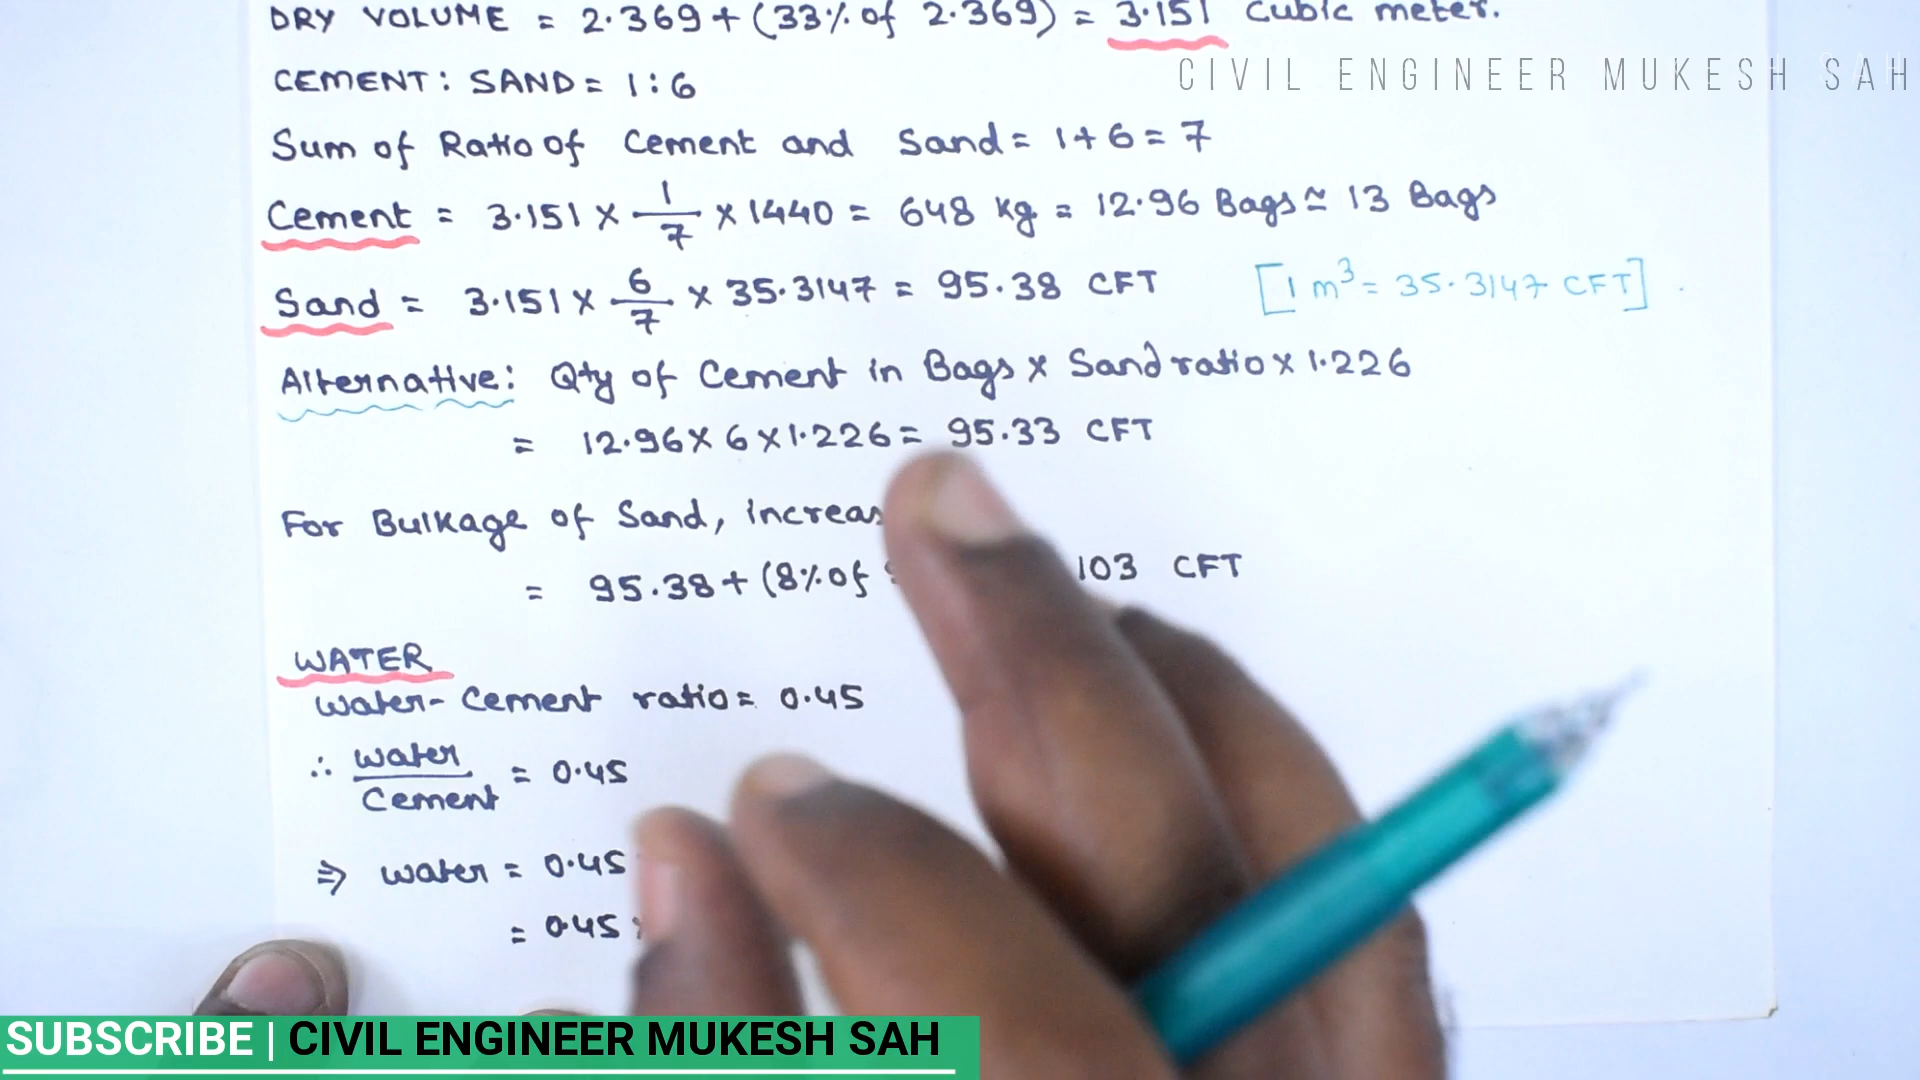 DRY VOLUME = 2.369 + (33% of 2.369) = 3.151 Cubic meter.
CIVIL ENGINEER MUKESH SAH
CEMENT: SAND = 1:6
Sum of Ratio of Cement and Sand = 1+6 = 7
Cement = 3.151 × 1/7 × 1440 = 648 kg = 12.96 Bags ≃ 13 Bags
Sand = 3.151 × 6/7 × 35.3147 = 95.38 CFT [1 m³ = 35.3147 CFT]
Alternative: Qty of Cement in Bags × Sand ratio × 1.226
= 12.96 × 6 × 1.226 = 95.33 CFT
For Bulkage of Sand,
= 95.38 + (8% of 103 CFT
WATER
Water-Cement ratio = 0.45
∴ water/Cement = 0.45
⇒ water = 0.45
= 0.45
SUBSCRIBE | CIVIL ENGINEER MUKESH SAH